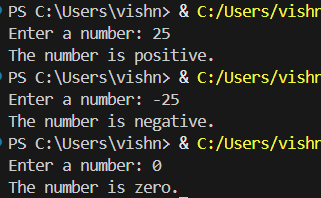 PS C:\Users\vishn> & C:/Users/vishn
Enter a number: 25
The number is positive.
PS C:\Users\vishn> & C:/Users/vishn
Enter a number: -25
The number is negative.
PS C:\Users\vishn> & C:/Users/vishn
Enter a number: 0
The number is zero.